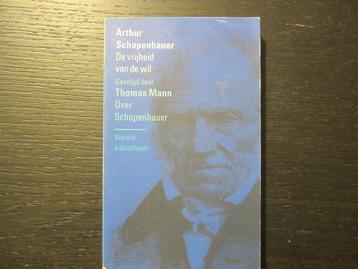 Arthur
Schopenhauer
De vrijheid
van de wil
Gevolgd door
Thomas Mann
Over
Schopenhauer
Wereld
bibliotheek